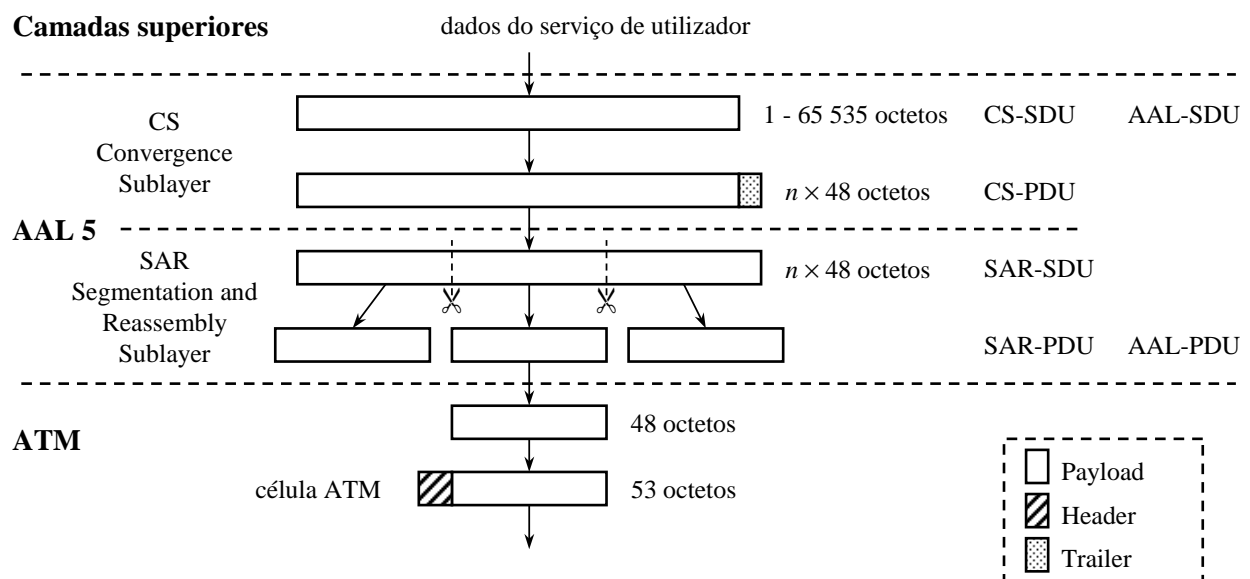 Camadas superiores
dados do serviço de utilizador
CS
Convergence
Sublayer
1 - 65 535 octetos
CS-SDU
AAL-SDU
n × 48 octetos
CS-PDU
AAL 5
SAR
Segmentation and
Reassembly
Sublayer
n × 48 octetos
SAR-SDU
SAR-PDU
AAL-PDU
ATM
48 octetos
célula ATM
53 octetos
Payload
Header
Trailer